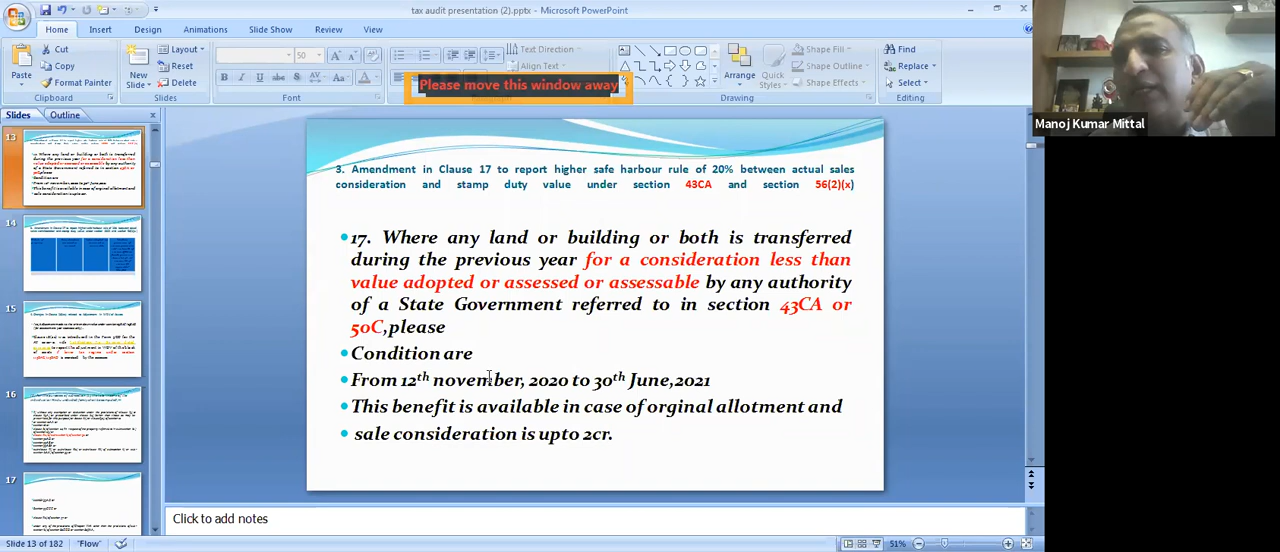 tax audit presentation (2).pptx - Microsoft PowerPoint
Home Insert Design Animations Slide Show Review View
Cut
Copy
Format Painter
Paste
Clipboard
New
Slide
Layout
Reset
Delete
Slides
50
Font
Text Direction
Align Text
Please move this window away
Arrange
Quick
Styles
Shape Fill
Shape Outline
Shape Effects
Drawing
Find
Replace
Select
Editing
Manoj Kumar Mittal
Slides Outline
13
14
15
16
17
3. Amendment in Clause 17 to report higher safe harbour rule of 20% between actual sales
consideration and stamp duty value under section 43CA and section 56(2)(x)
17. Where any land or building or both is transferred
during the previous year for a consideration less than
value adopted or assessed or assessable by any authority
of a State Government referred to in section 43CA or
50C,please
Condition are
From 12th november, 2020 to 30th June,2021
This benefit is available in case of orginal allotment and
sale consideration is upto 2cr.
Click to add notes
Slide 13 of 182 "Flow" 51%